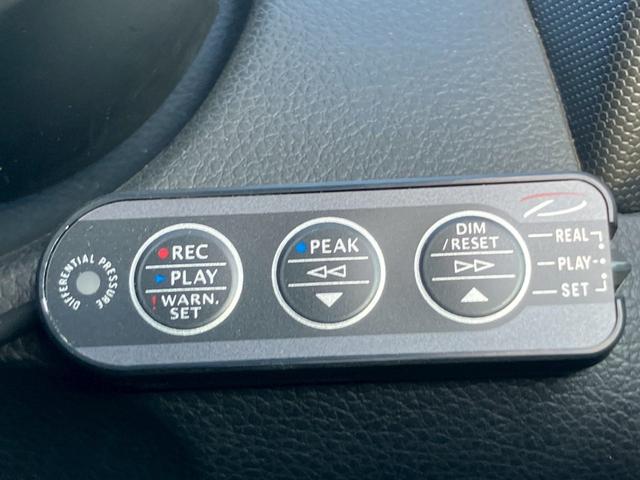 DIFFERENTIAL PRESSURE
REC
PLAY
! WARN.
SET
PEAK
DIM
/RESET
REAL
PLAY
SET